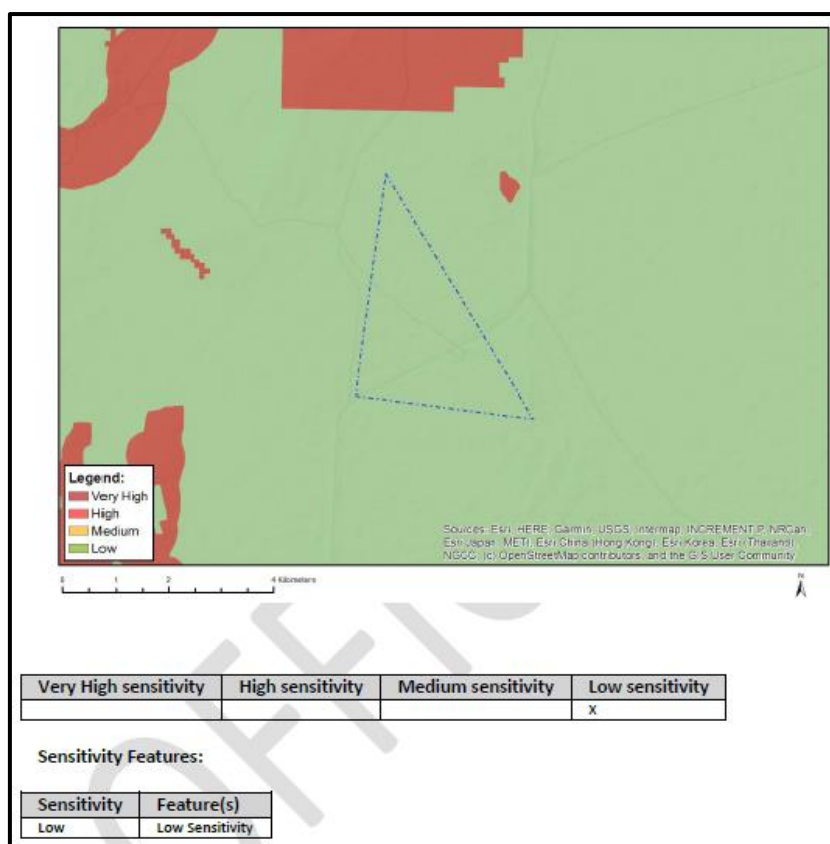 Legend:
Very High
High
Medium
Low
Sources: Esri, HERE, Garmin, USGS, Intermap, INCREMENT P, NRCan,
Esri Japan, METI, Esri China (Hong Kong), Esri Korea, Esri (Thailand),
NGCC, (c) OpenStreetMap contributors, and the GIS User Community
0 1 2 4 Kilometers
N
Very High sensitivity High sensitivity Medium sensitivity Low sensitivity
X
Sensitivity Features:
Sensitivity Feature(s)
Low Low Sensitivity